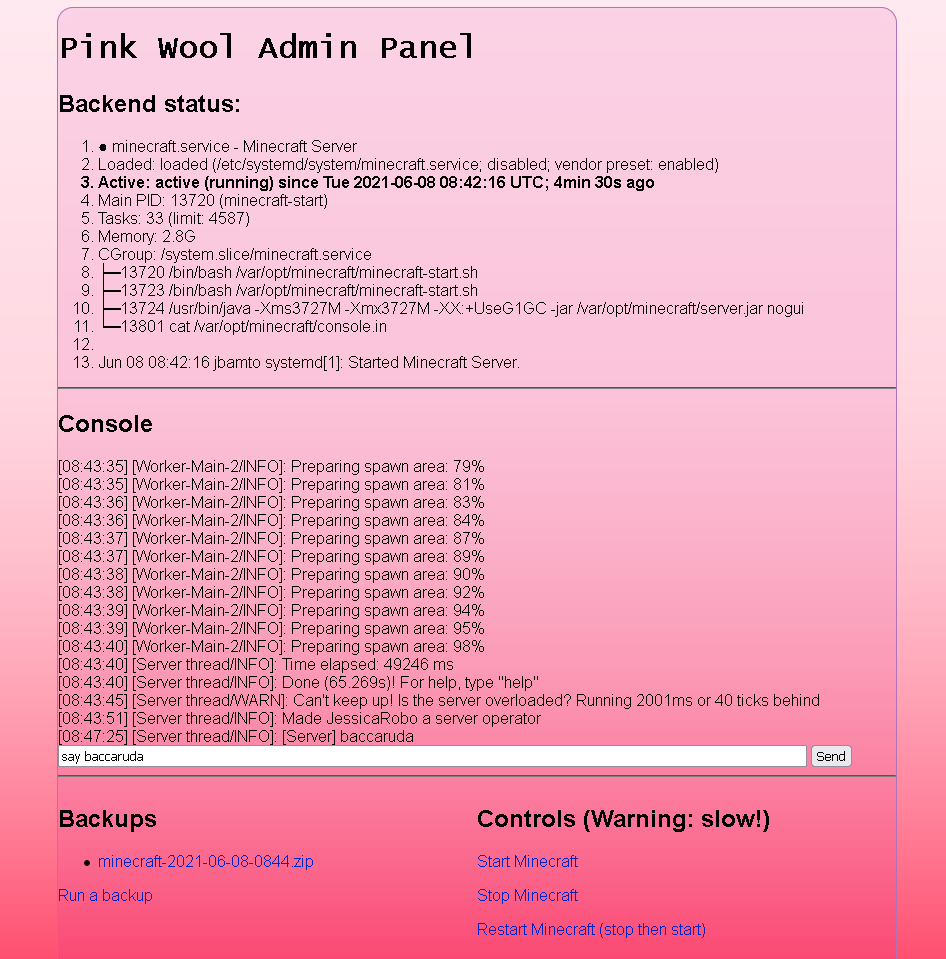 Pink Wool Admin Panel
Backend status:
1. ● minecraft.service - Minecraft Server
2. Loaded: loaded (/etc/systemd/system/minecraft.service; disabled; vendor preset: enabled)
3. Active: active (running) since Tue 2021-06-08 08:42:16 UTC; 4min 30s ago
4. Main PID: 13720 (minecraft-start)
5. Tasks: 33 (limit: 4587)
6. Memory: 2.8G
7. CGroup: /system.slice/minecraft.service
8. ├─13720 /bin/bash /var/opt/minecraft/minecraft-start.sh
9. ├─13723 /bin/bash /var/opt/minecraft/minecraft-start.sh
10. ├─13724 /usr/bin/java -Xms3727M -Xmx3727M -XX:+UseG1GC -jar /var/opt/minecraft/server.jar nogui
11. └─13801 cat /var/opt/minecraft/console.in
12.
13. Jun 08 08:42:16 jbamto systemd[1]: Started Minecraft Server.
Console
[08:43:35] [Worker-Main-2/INFO]: Preparing spawn area: 79%
[08:43:35] [Worker-Main-2/INFO]: Preparing spawn area: 81%
[08:43:36] [Worker-Main-2/INFO]: Preparing spawn area: 83%
[08:43:36] [Worker-Main-2/INFO]: Preparing spawn area: 84%
[08:43:37] [Worker-Main-2/INFO]: Preparing spawn area: 87%
[08:43:37] [Worker-Main-2/INFO]: Preparing spawn area: 89%
[08:43:38] [Worker-Main-2/INFO]: Preparing spawn area: 90%
[08:43:38] [Worker-Main-2/INFO]: Preparing spawn area: 92%
[08:43:39] [Worker-Main-2/INFO]: Preparing spawn area: 94%
[08:43:39] [Worker-Main-2/INFO]: Preparing spawn area: 95%
[08:43:40] [Worker-Main-2/INFO]: Preparing spawn area: 98%
[08:43:40] [Server thread/INFO]: Time elapsed: 49246 ms
[08:43:40] [Server thread/INFO]: Done (65.269s)! For help, type "help"
[08:43:45] [Server thread/WARN]: Can't keep up! Is the server overloaded? Running 2001ms or 40 ticks behind
[08:43:51] [Server thread/INFO]: Made JessicaRobo a server operator
[08:47:25] [Server thread/INFO]: [Server] baccaruda
say baccaruda
Send
Backups
● minecraft-2021-06-08-0844.zip
Run a backup
Controls (Warning: slow!)
Start Minecraft
Stop Minecraft
Restart Minecraft (stop then start)